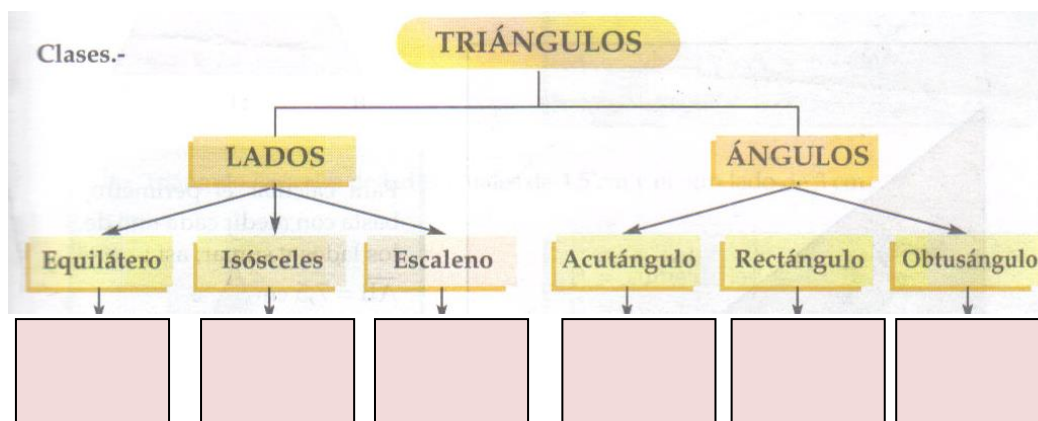 TRIÁNGULOS
Clases.-
LADOS
ÁNGULOS
Equilátero
Isósceles
Escaleno
Acutángulo
Rectángulo
Obtusángulo